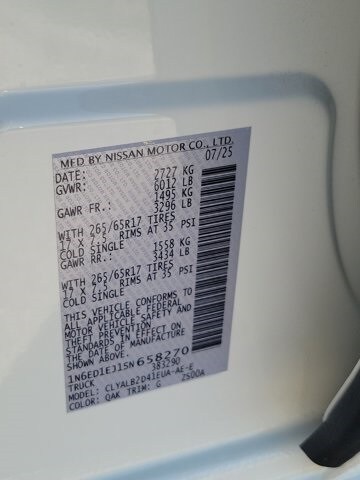 MFD BY NISSAN MOTOR CO., LTD.
DATE: 07/25
GVWR: 2727 KG
6012 LB
GAWR FR.: 1495 KG
3296 LB
WITH 265/65R17 TIRES
17 X 7.5 RIMS AT 35 PSI
COLD SINGLE
GAWR RR.: 1558 KG
3434 LB
WITH 265/65R17 TIRES
17 X 7.5 RIMS AT 35 PSI
COLD SINGLE
THIS VEHICLE CONFORMS TO
ALL APPLICABLE FEDERAL
MOTOR VEHICLE SAFETY AND
THEFT PREVENTION
STANDARDS IN EFFECT ON
THE DATE OF MANUFACTURE
SHOWN ABOVE.
1N6ED1EJ1SN658270
TRUCK 383290
MODEL: CLYALB2D41EUA-AE-E
COLOR: QAK TRIM: G 2500A